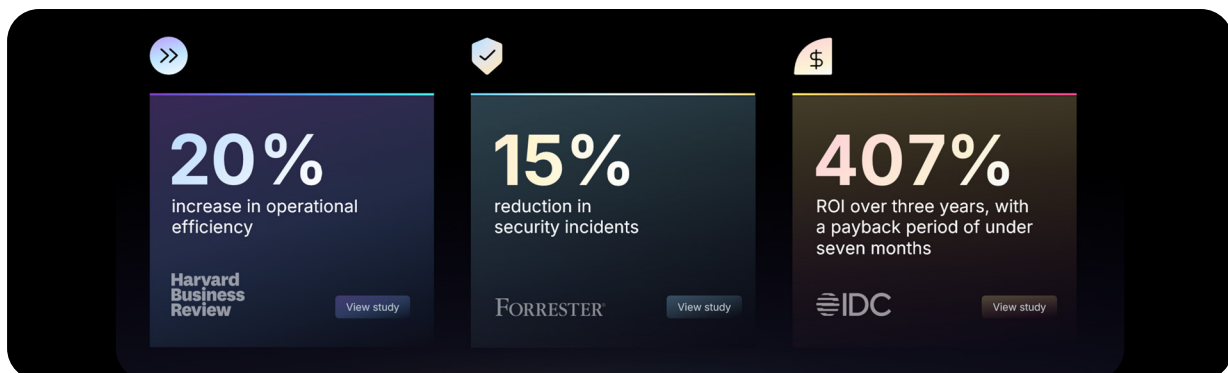 20%
increase in operational
efficiency
Harvard
Business
Review
View study
15%
reduction in
security incidents
FORRESTER®
View study
$
407%
ROI over three years, with
a payback period of under
seven months
IDC
View study